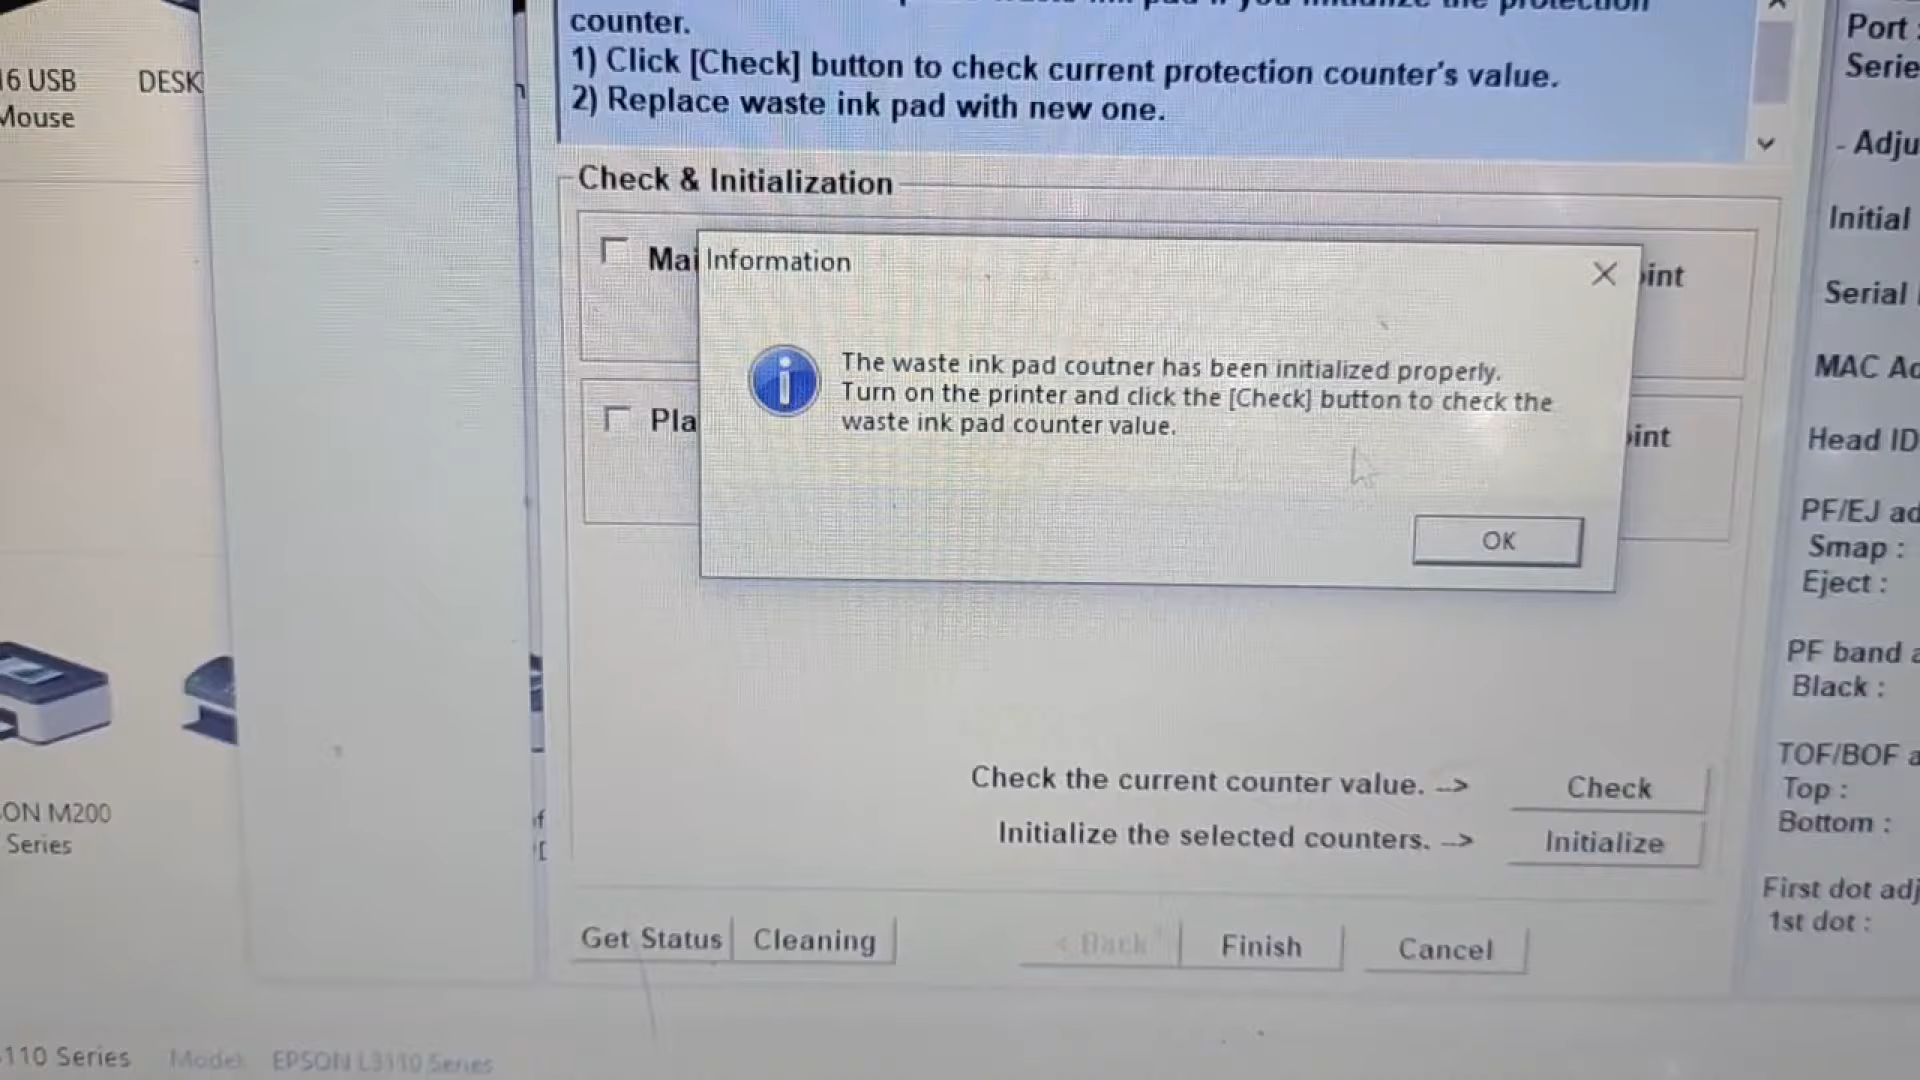 counter.
1) Click [Check] button to check current protection counter's value.
2) Replace waste ink pad with new one.
16 USB
Mouse
DESK
Check & Initialization
Mai
Information
int
The waste ink pad coutner has been initialized properly.
Turn on the printer and click the [Check] button to check the
waste ink pad counter value.
Pla
int
OK
Check the current counter value. -->
Check
Initialize the selected counters. -->
Initialize
Get Status
Cleaning
< Back
Finish
Cancel
ON M200
Series
110 Series
Model:
EPSON L3110 Series
Port :
Serie
- Adju
Initial
Serial
MAC Ad
Head ID
PF/EJ ad
Smap :
Eject :
PF band a
Black :
TOF/BOF a
Top :
Bottom :
First dot adj
1st dot :